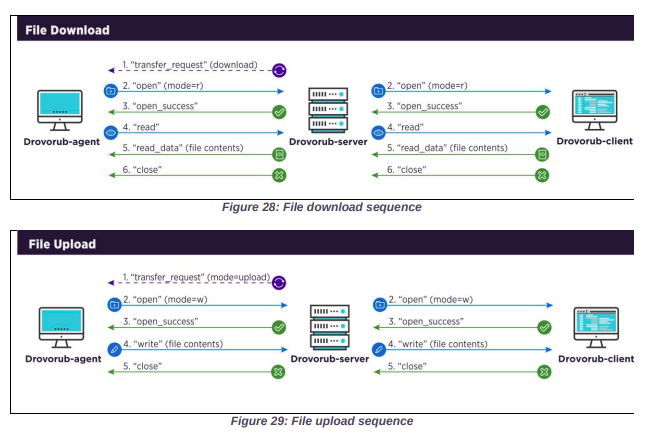 File Download
1. "transfer_request" (download)
2. "open" (mode=r)
2. "open" (mode=r)
3. "open_success"
3. "open_success"
4. "read"
4. "read"
Drovorub-agent
Drovorub-server
Drovorub-client
5. "read_data" (file contents)
5. "read_data" (file contents)
6. "close"
6. "close"
Figure 28: File download sequence
File Upload
1. "transfer_request" (mode=upload)
2. "open" (mode=w)
2. "open" (mode=w)
3. "open_success"
3. "open_success"
4. "write" (file contents)
4. "write" (file contents)
Drovorub-agent
Drovorub-server
Drovorub-client
5. "close"
5. "close"
Figure 29: File upload sequence